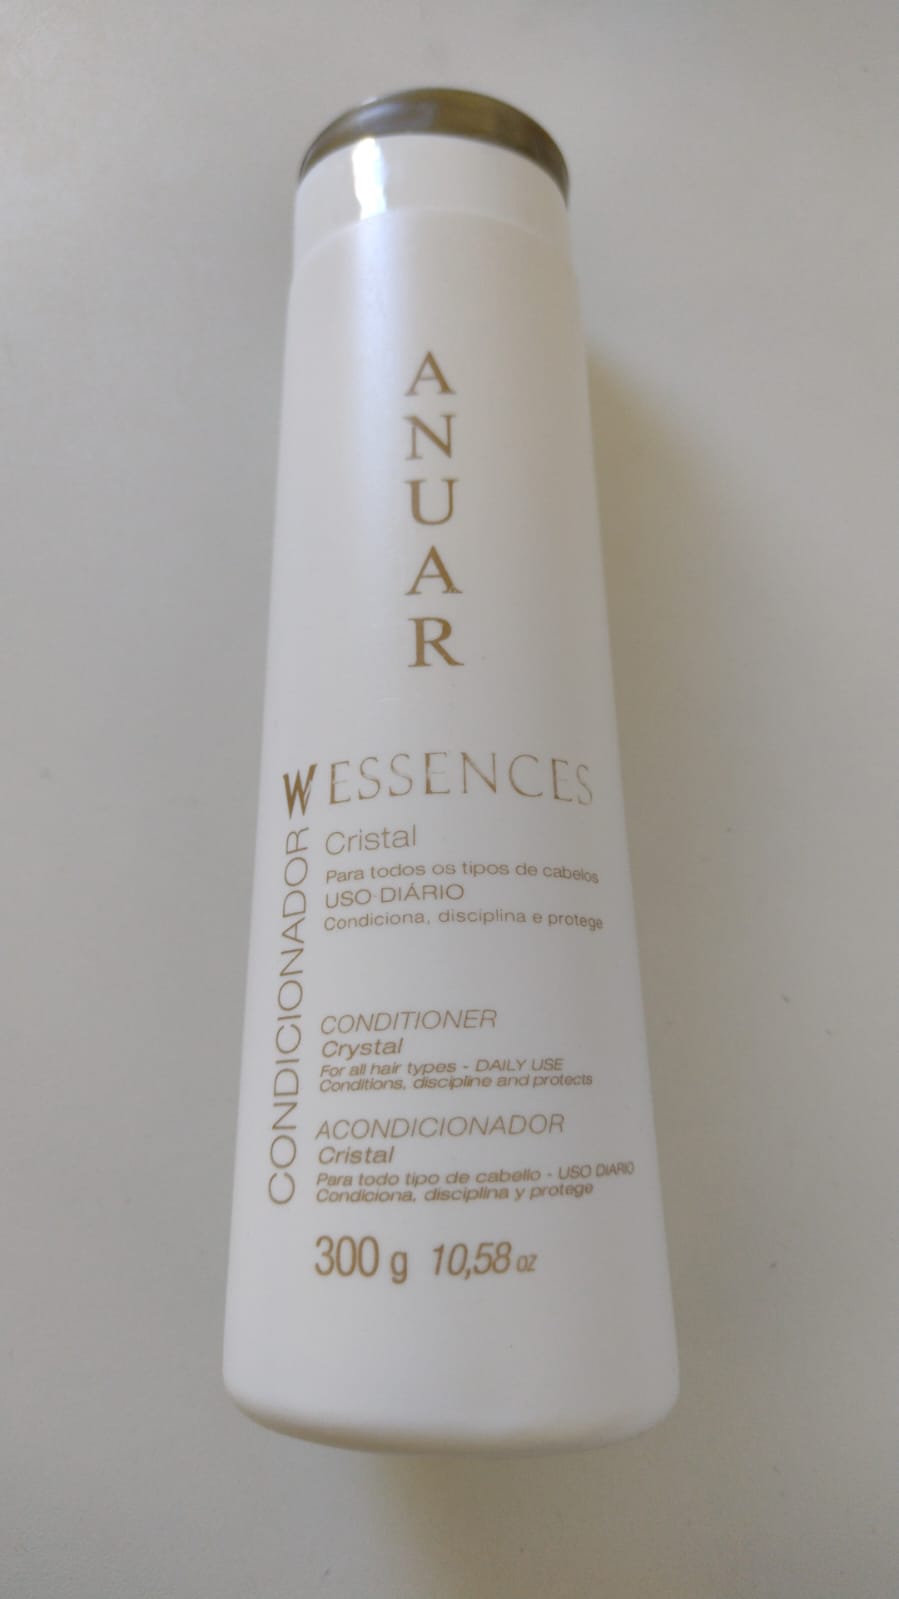 ANUAR
W ESSENCES
CONDICIONADOR
Cristal
Para todos os tipos de cabelos
USO DIÁRIO
Condiciona, disciplina e protege
CONDITIONER
Crystal
For all hair types - DAILY USE
Conditions, discipline and protects
ACONDICIONADOR
Cristal
Para todo tipo de cabello - USO DIARIO
Condiciona, disciplina y protege
300 g 10,58 oz